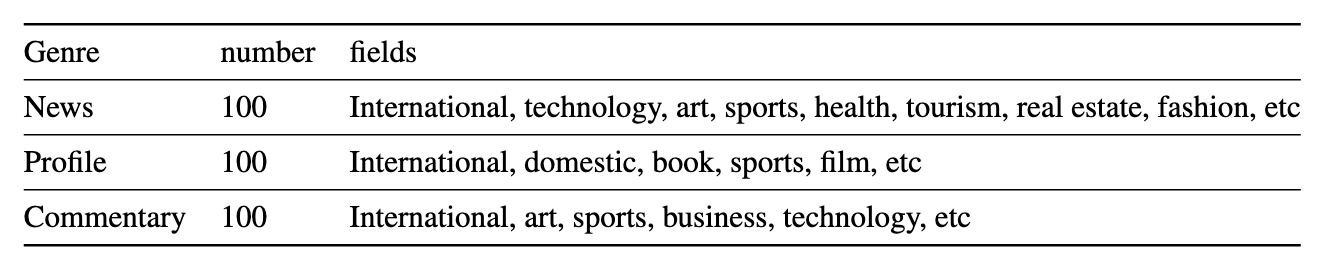 Genre number fields
News 100 International, technology, art, sports, health, tourism, real estate, fashion, etc
Profile 100 International, domestic, book, sports, film, etc
Commentary 100 International, art, sports, business, technology, etc